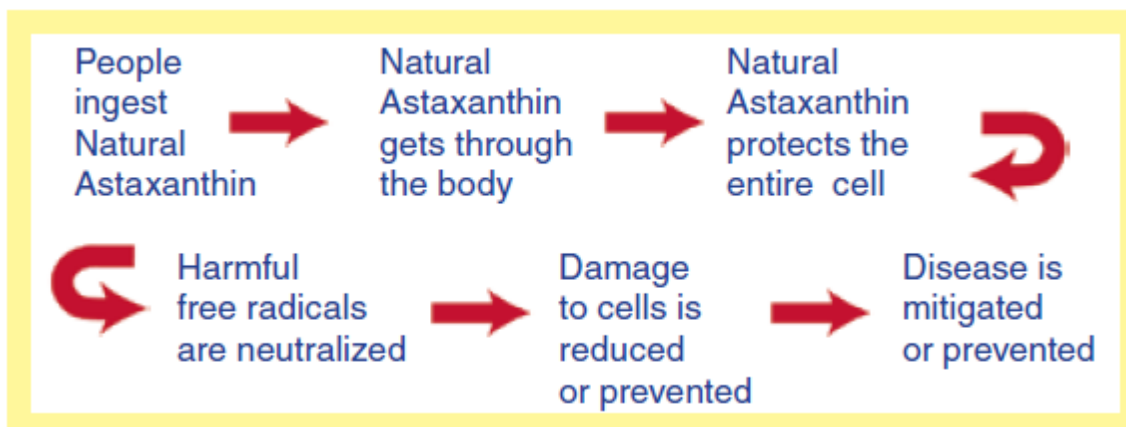 People
ingest
Natural
Astaxanthin
Natural
Astaxanthin
gets through
the body
Natural
Astaxanthin
protects the
entire cell
Harmful
free radicals
are neutralized
Damage
to cells is
reduced
or prevented
Disease is
mitigated
or prevented